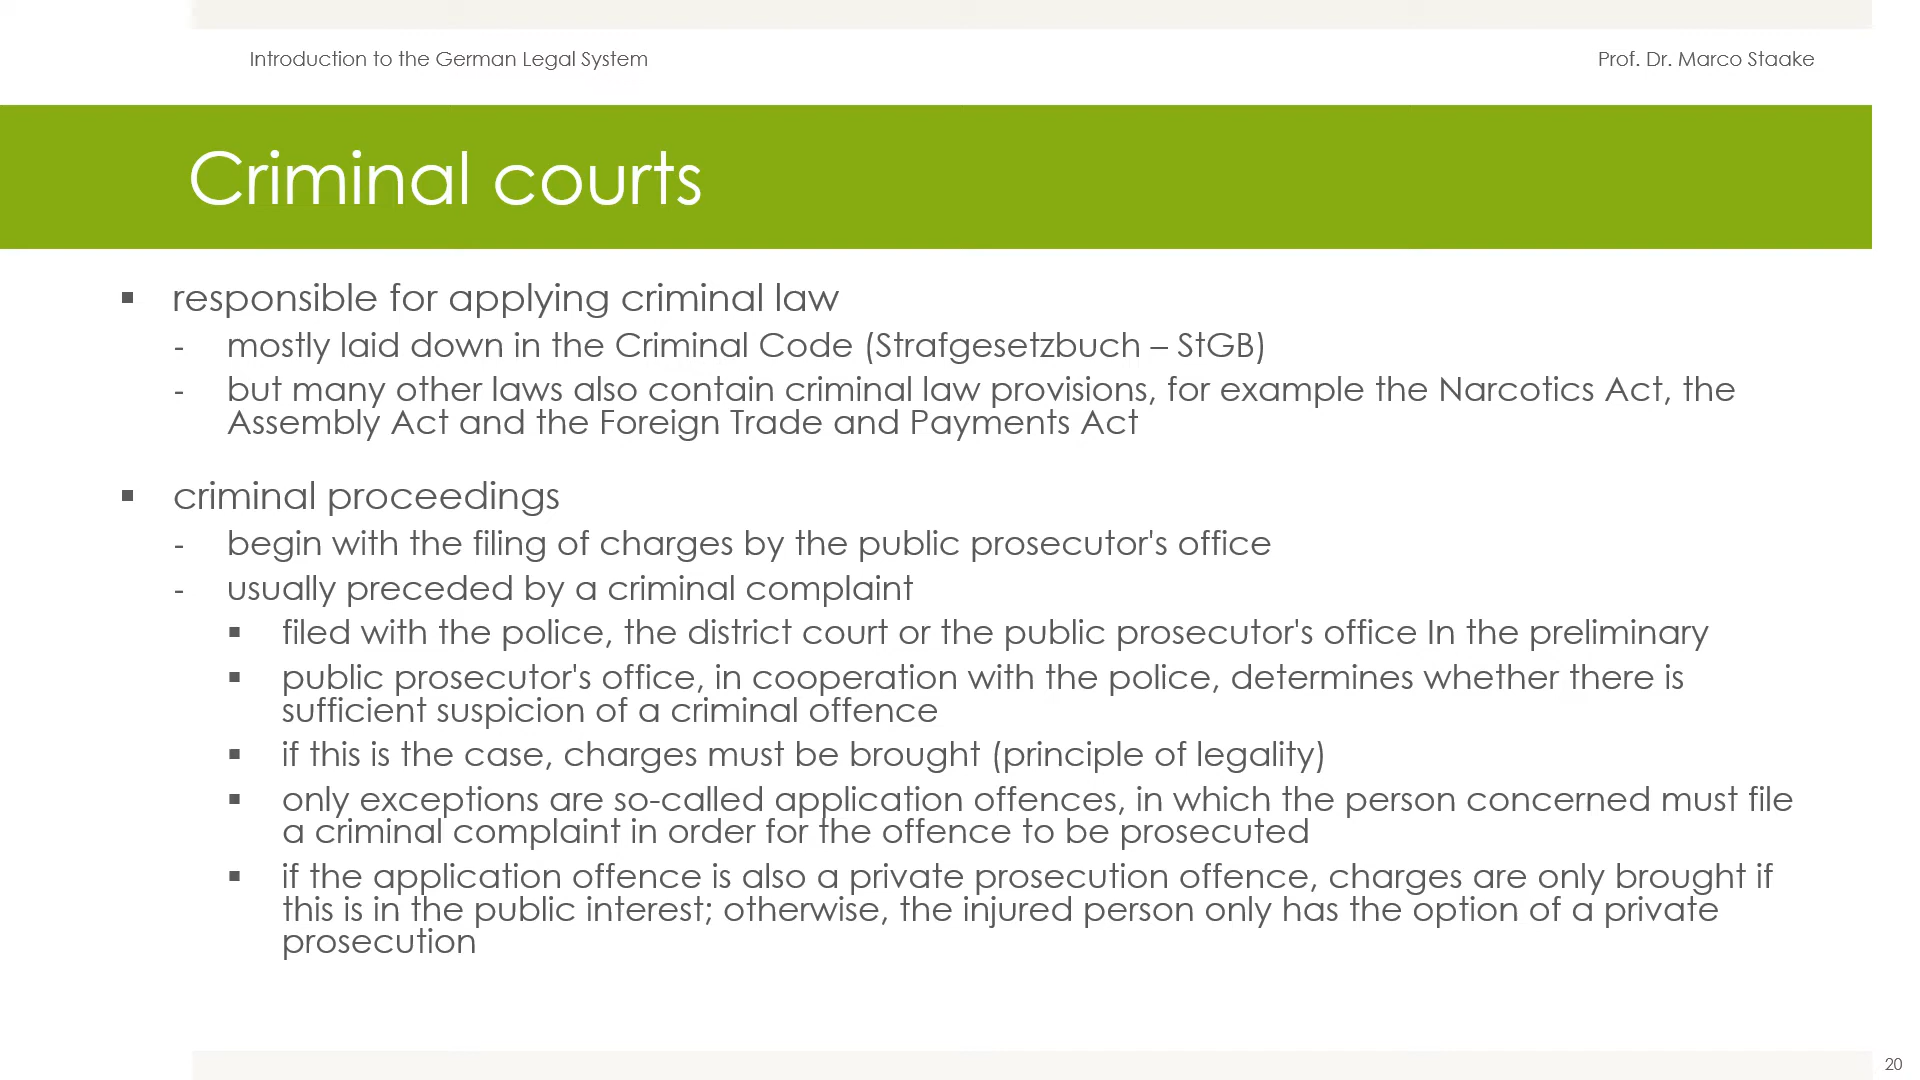 Introduction to the German Legal System
Prof. Dr. Marco Staake
Criminal courts
▪ responsible for applying criminal law
- mostly laid down in the Criminal Code (Strafgesetzbuch – StGB)
- but many other laws also contain criminal law provisions, for example the Narcotics Act, the
Assembly Act and the Foreign Trade and Payments Act
▪ criminal proceedings
- begin with the filing of charges by the public prosecutor's office
- usually preceded by a criminal complaint
▪ filed with the police, the district court or the public prosecutor's office In the preliminary
▪ public prosecutor's office, in cooperation with the police, determines whether there is
sufficient suspicion of a criminal offence
▪ if this is the case, charges must be brought (principle of legality)
▪ only exceptions are so-called application offences, in which the person concerned must file
a criminal complaint in order for the offence to be prosecuted
▪ if the application offence is also a private prosecution offence, charges are only brought if
this is in the public interest; otherwise, the injured person only has the option of a private
prosecution
20